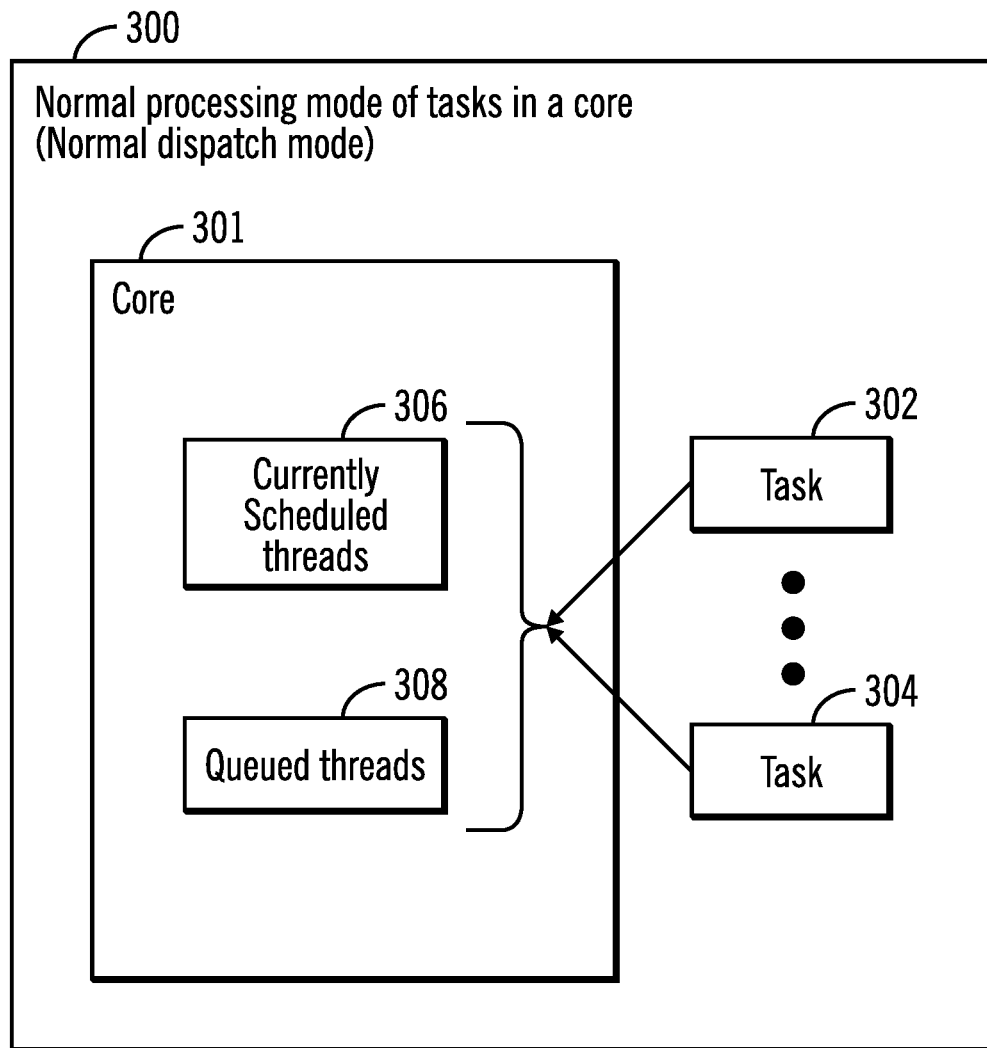 300
Normal processing mode of tasks in a core
(Normal dispatch mode)
301
Core
306
Currently
Scheduled
threads
302
Task
308
Queued threads
304
Task